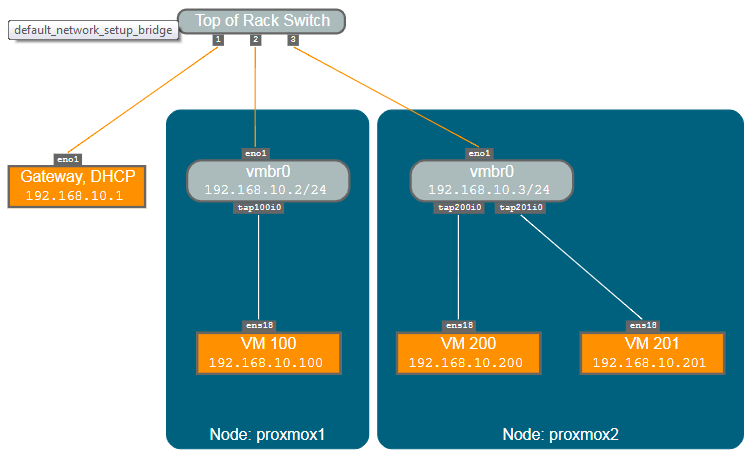 Top of Rack Switch
default_network_setup_bridge
1 2 3
eno1
Gateway, DHCP
192.168.10.1
eno1
vmbr0
192.168.10.2/24
tap100i0
ens18
VM 100
192.168.10.100
Node: proxmox1
eno1
vmbr0
192.168.10.3/24
tap200i0 tap201i0
ens18
VM 200
192.168.10.200
ens18
VM 201
192.168.10.201
Node: proxmox2